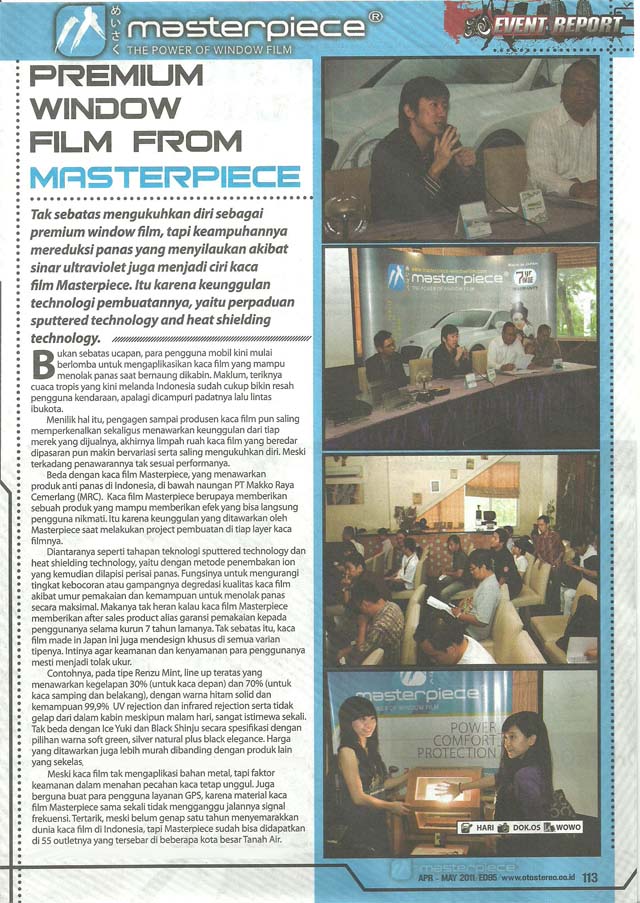 めいさく
masterpiece®
THE POWER OF WINDOW FILM
EVENT REPORT
PREMIUM
WINDOW
FILM FROM
MASTERPIECE
Tak sebatas mengukuhkan diri sebagai
premium window film, tapi keampuhannya
mereduksi panas yang menyilaukan akibat
sinar ultraviolet juga menjadi ciri kaca
film Masterpiece. Itu karena keunggulan
technologi pembuatannya, yaitu perpaduan
sputtered technology and heat shielding
technology.
Bukan sebatas ucapan, para pengguna mobil kini mulai
berlomba untuk mengaplikasikan kaca film yang mampu
menolak panas saat bernaung dikabin. Maklum, teriknya
cuaca tropis yang kini melanda Indonesia sudah cukup bikin resah
pengguna kendaraan, apalagi dicampuri padatnya lalu lintas
ibukota.
Menilik hal itu, pengagen sampai produsen kaca film pun saling
memperkenalkan sekaligus menawarkan keunggulan dari tiap
merek yang dijualnya, akhirnya limpah ruah kaca film yang beredar
dipasaran pun makin bervariasi serta saling mengukuhkan diri. Meski
terkadang penawarannya tak sesuai performanya.
Beda dengan kaca film Masterpiece, yang menawarkan
produk anti panas di Indonesia, di bawah naungan PT Makko Raya
Cemerlang (MRC). Kaca film Masterpiece berupaya memberikan
sebuah produk yang mampu memberikan efek yang bisa langsung
pengguna nikmati. Itu karena keunggulan yang ditawarkan oleh
Masterpiece saat melakukan project pembuatan di tiap layer kaca
filmnya.
Diantaranya seperti tahapan teknologi sputtered technology dan
heat shielding technology, yaitu dengan metode penembakan ion
yang kemudian dilapisi perisai panas. Fungsinya untuk mengurangi
tingkat kebocoran atau gampangnya degredasi kualitas kaca film
akibat umur pemakaian dan kemampuan untuk menolak panas
secara maksimal. Makanya tak heran kalau kaca film Masterpiece
memberikan after sales product alias garansi pemakaian kepada
penggunanya selama kurun 7 tahun lamanya. Tak sebatas itu, kaca
film made in Japan ini juga mendesign khusus di semua varian
tipenya. Intinya agar keamanan dan kenyamanan para penggunanya
mesti menjadi tolak ukur.
Contohnya, pada tipe Renzu Mint, line up teratas yang
menawarkan kegelapan 30% (untuk kaca depan) dan 70% (untuk
kaca samping dan belakang), dengan warna hitam solid dan
kemampuan 99,9% UV rejection dan infrared rejection serta tidak
gelap dari dalam kabin meskipun malam hari, sangat istimewa sekali.
Tak beda dengan Ice Yuki dan Black Shinju secara spesifikasi dengan
pilihan warna soft green, silver natural plus black elegance. Harga
yang ditawarkan juga lebih murah dibanding dengan produk lain
yang sekelas.
Meski kaca film tak mengaplikasi bahan metal, tapi faktor
keamanan dalam menahan pecahan kaca tetap unggul. Juga
berguna buat para pengguna layanan GPS, karena material kaca
film Masterpiece sama sekali tidak mengganggu jalannya signal
frekuensi. Tertarik, meski belum genap satu tahun menyemarakkan
dunia kaca film di Indonesia, tapi Masterpiece sudah bisa didapatkan
di 55 outletnya yang tersebar di beberapa kota besar Tanah Air.
masterpiece
THE POWER OF WINDOW FILM
7
masterpiece
POWER OF WINDOW FILM
POWER
COMFORT
PROTECTION
HARI DOK.OS WOWO
masterpiece
APR - MAY 2011/ED95/www.otostereo.co.id 113